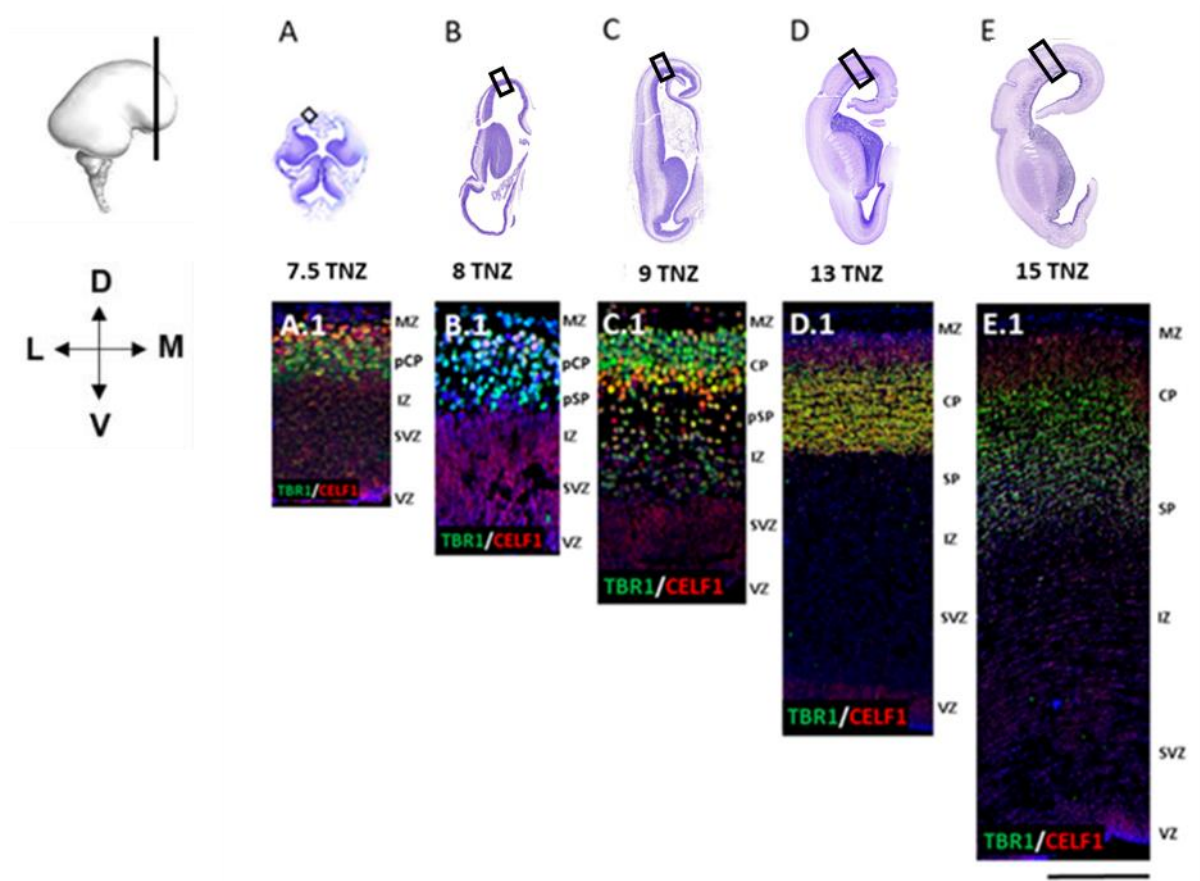 A B C D E
D
L M
V
7.5 TNZ 8 TNZ 9 TNZ 13 TNZ 15 TNZ
A.1
MZ
pCP
IZ
SVZ
VZ
TBR1/CELF1
B.1
MZ
pCP
pSP
IZ
SVZ
VZ
TBR1/CELF1
C.1
MZ
CP
pSP
IZ
SVZ
VZ
TBR1/CELF1
D.1
MZ
CP
SP
IZ
SVZ
VZ
TBR1/CELF1
E.1
MZ
CP
SP
IZ
SVZ
VZ
TBR1/CELF1